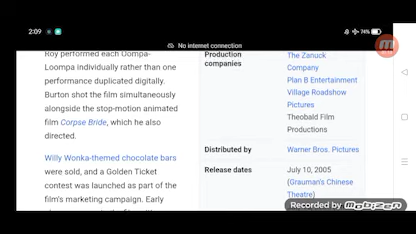 2:09
74%
No internet connection
Roy performed each Oompa-
Loompa individually rather than one
performance duplicated digitally.
Burton shot the film simultaneously
alongside the stop-motion animated
film Corpse Bride, which he also
directed.
Willy Wonka-themed chocolate bars
were sold, and a Golden Ticket
contest was launched as part of the
film's marketing campaign. Early
Production
companies
The Zanuck
Company
Plan B Entertainment
Village Roadshow
Pictures
Theobald Film
Productions
Distributed by
Warner Bros. Pictures
Release dates
July 10, 2005
(Grauman's Chinese
Theatre)
Recorded by mobizen